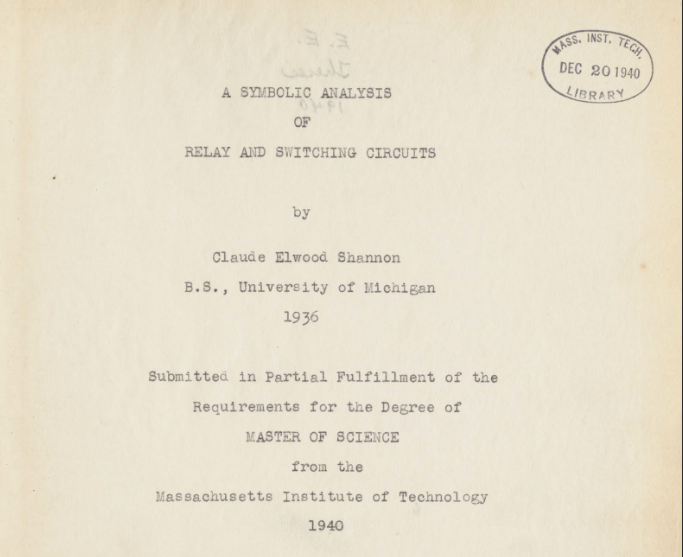 A SYMBOLIC ANALYSIS
OF
RELAY AND SWITCHING CIRCUITS
by
Claude Elwood Shannon
B.S., University of Michigan
1936
Submitted in Partial Fulfillment of the
Requirements for the Degree of
MASTER OF SCIENCE
from the
Massachusetts Institute of Technology
1940
MASS. INST. TECH.
DEC 20 1940
LIBRARY
E. E.
1940